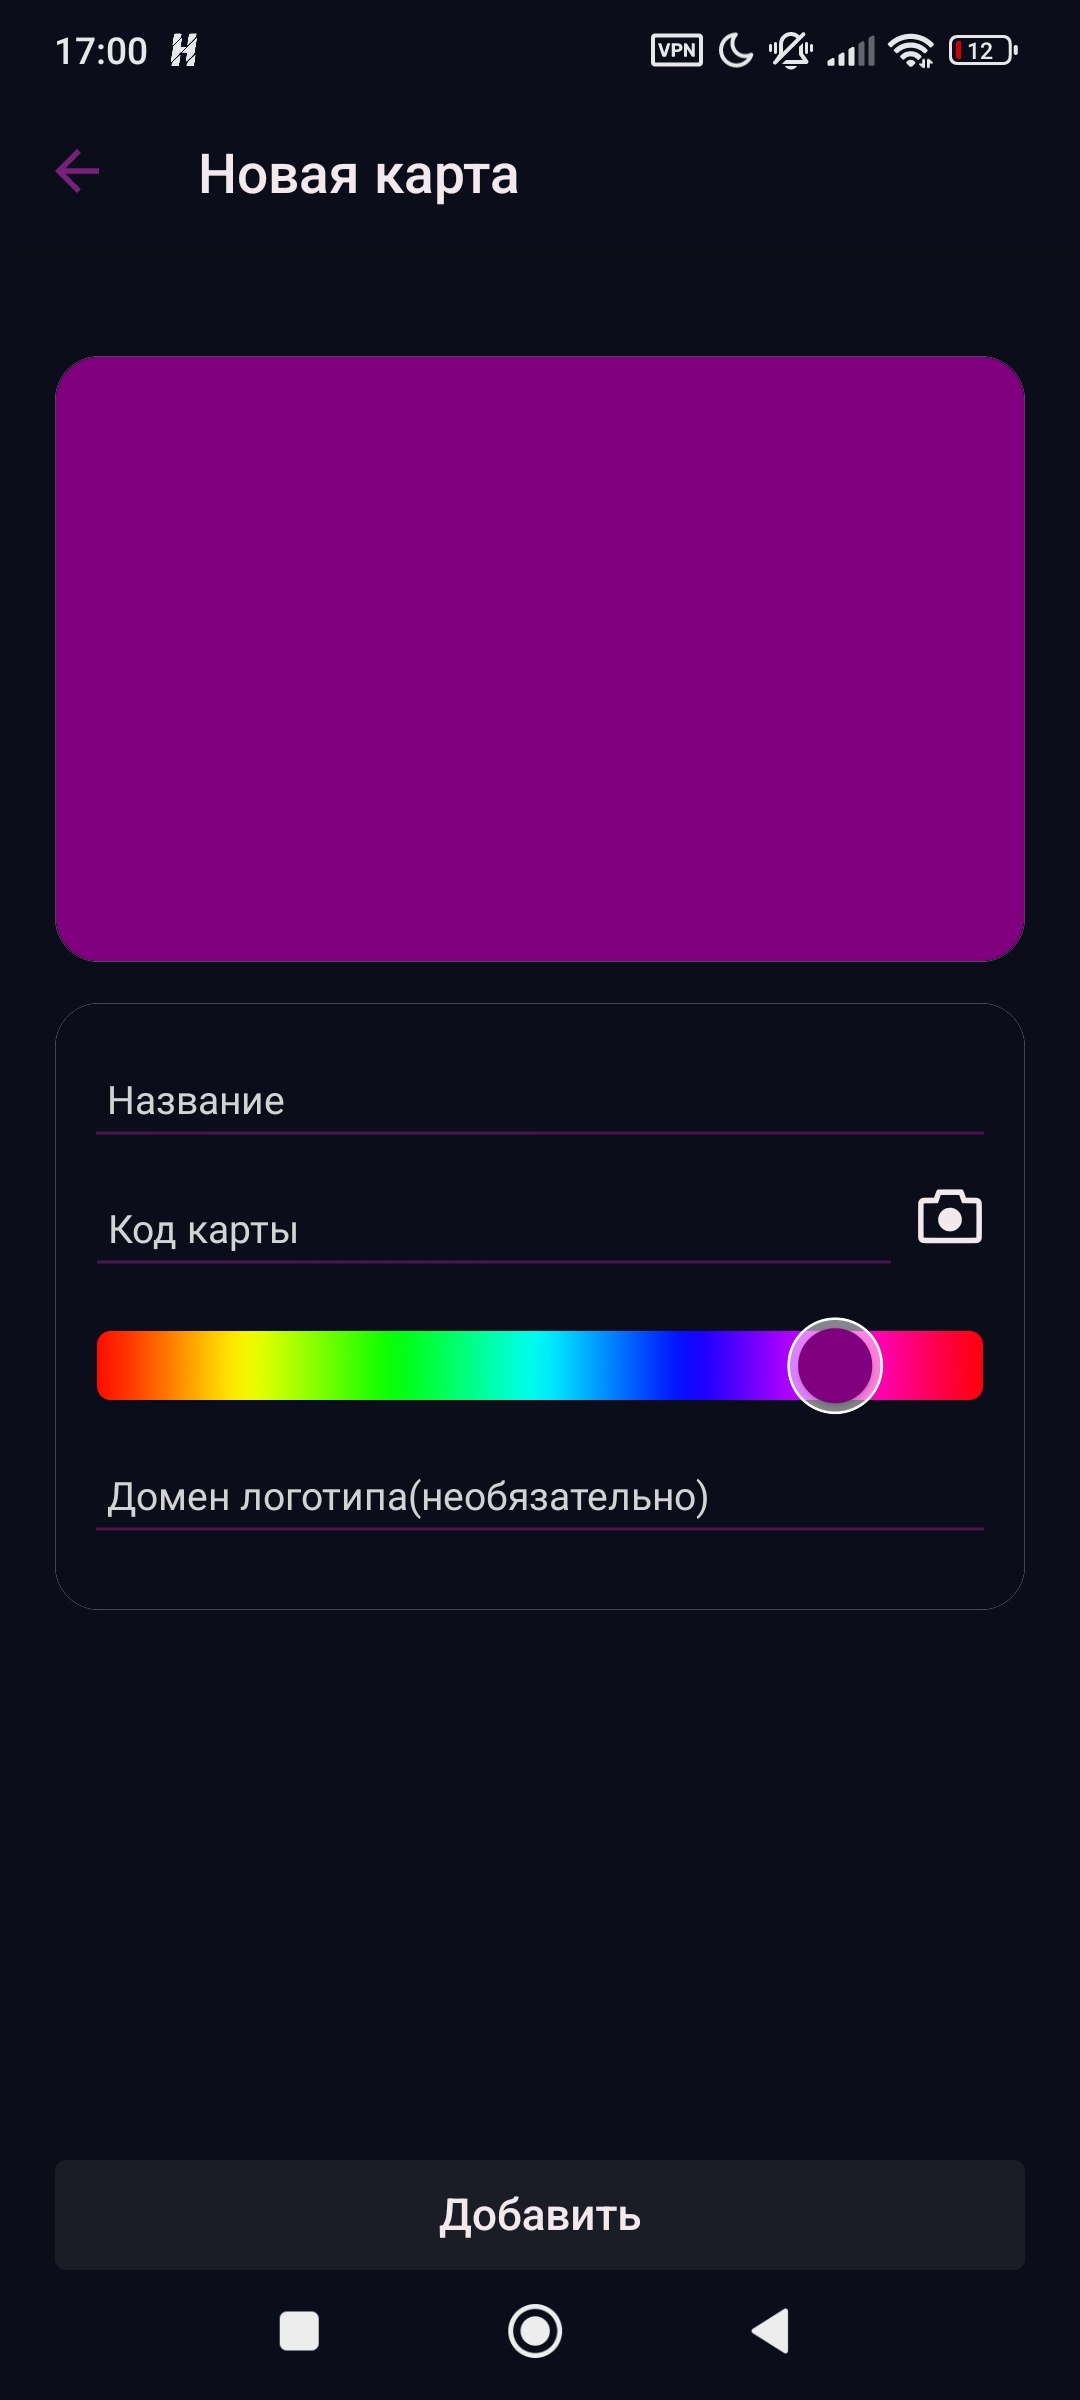 17:00
VPN
12
Новая карта
Название
Код карты
Домен логотипа(необязательно)
Добавить